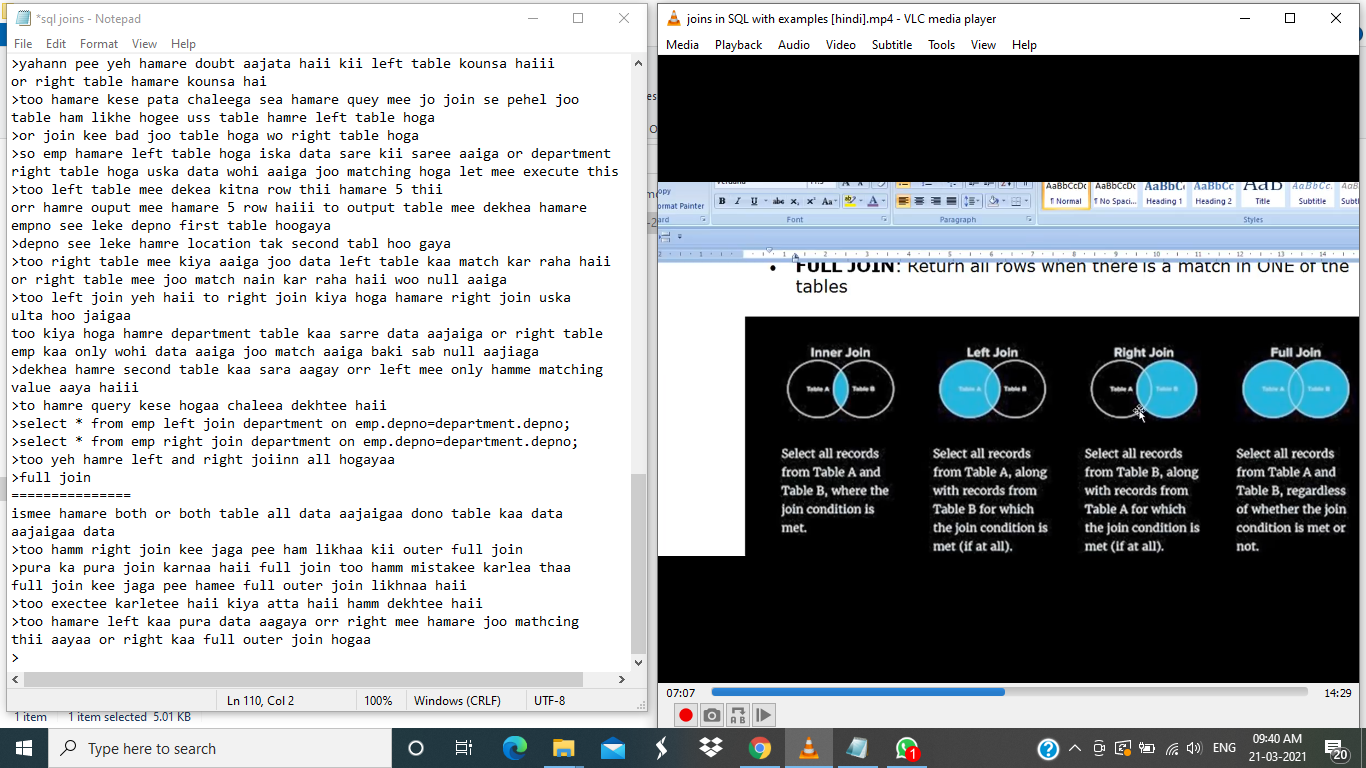 *sql joins - Notepad
File Edit Format View Help
>yahann pee yeh hamare doubt aajata haii kii left table kounsa haiii
or right table hamare kounsa hai
>too hamare kese pata chaleega sea hamare quey mee jo join se pehel joo
table ham likhe hogee uss table hamre left table hoga
>or join kee bad joo table hoga wo right table hoga
>so emp hamare left table hoga iska data sare kii saree aaiga or department
right table hoga uska data wohi aaiga joo matching hoga let mee execute this
>too left table mee dekea kitna row thii hamare 5 thii
orr hamre ouput mee hamare 5 row haiii to output table mee dekhea hamare
empno see leke depno first table hoogaya
>depno see leke hamre location tak second tabl hoo gaya
>too right table mee kiya aaiga joo data left table kaa match kar raha haii
or right table mee joo match nain kar raha haii woo null aaiga
>too left join yeh haii to right join kiya hoga hamare right join uska
ulta hoo jaigaa
too kiya hoga hamre department table kaa sarre data aajaiga or right table
emp kaa only wohi data aaiga joo match aaiga baki sab null aajiaga
>dekhea hamre second table kaa sara aagay orr left mee only hamme matching
value aaya haiii
>to hamre query kese hogaa chaleea dekhtee haii
>select * from emp left join department on emp.depno=department.depno;
>select * from emp right join department on emp.depno=department.depno;
>too yeh hamre left and right joiinn all hogayaa
>full join
===============
ismee hamare both or both table all data aajaigaa dono table kaa data
aajaigaa data
>too hamm right join kee jaga pee ham likhaa kii outer full join
>pura ka pura join karnaa haii full join too hamm mistakee karlea thaa
full join kee jaga pee hamee full outer join likhnaa haii
>too exectee karletee haii kiya atta haii hamm dekhtee haii
>too hamare left kaa pura data aagaya orr right mee hamare joo mathcing
thii aayaa or right kaa full outer join hogaa
>
Ln 110, Col 2 100% Windows (CRLF) UTF-8
1 item 1 item selected 5.01 KB
joins in SQL with examples [hindi].mp4 - VLC media player
Media Playback Audio Video Subtitle Tools View Help
AaBbCcDc AaBbCcDc AaBbC AaBbCc AaB AaBbCc.
ormat Painter
¶ Normal ¶ No Spaci... Heading 1 Heading 2 Title Subtitle
Font Paragraph Styles
• FULL JOIN: Return all rows when there is a match in ONE of the
tables
Inner Join Left Join Right Join Full Join
Table A Table B Table A Table B Table A Table B Table A Table B
Select all records
from Table A and
Table B, where the
join condition is
met.
Select all records
from Table A, along
with records from
Table B for which
the join condition is
met (if at all).
Select all records
from Table B, along
with records from
Table A for which
the join condition is
met (if at all).
Select all records
from Table A and
Table B, regardless
of whether the join
condition is met or
not.
07:07 14:29
Type here to search
1
ENG
09:40 AM
21-03-2021
20